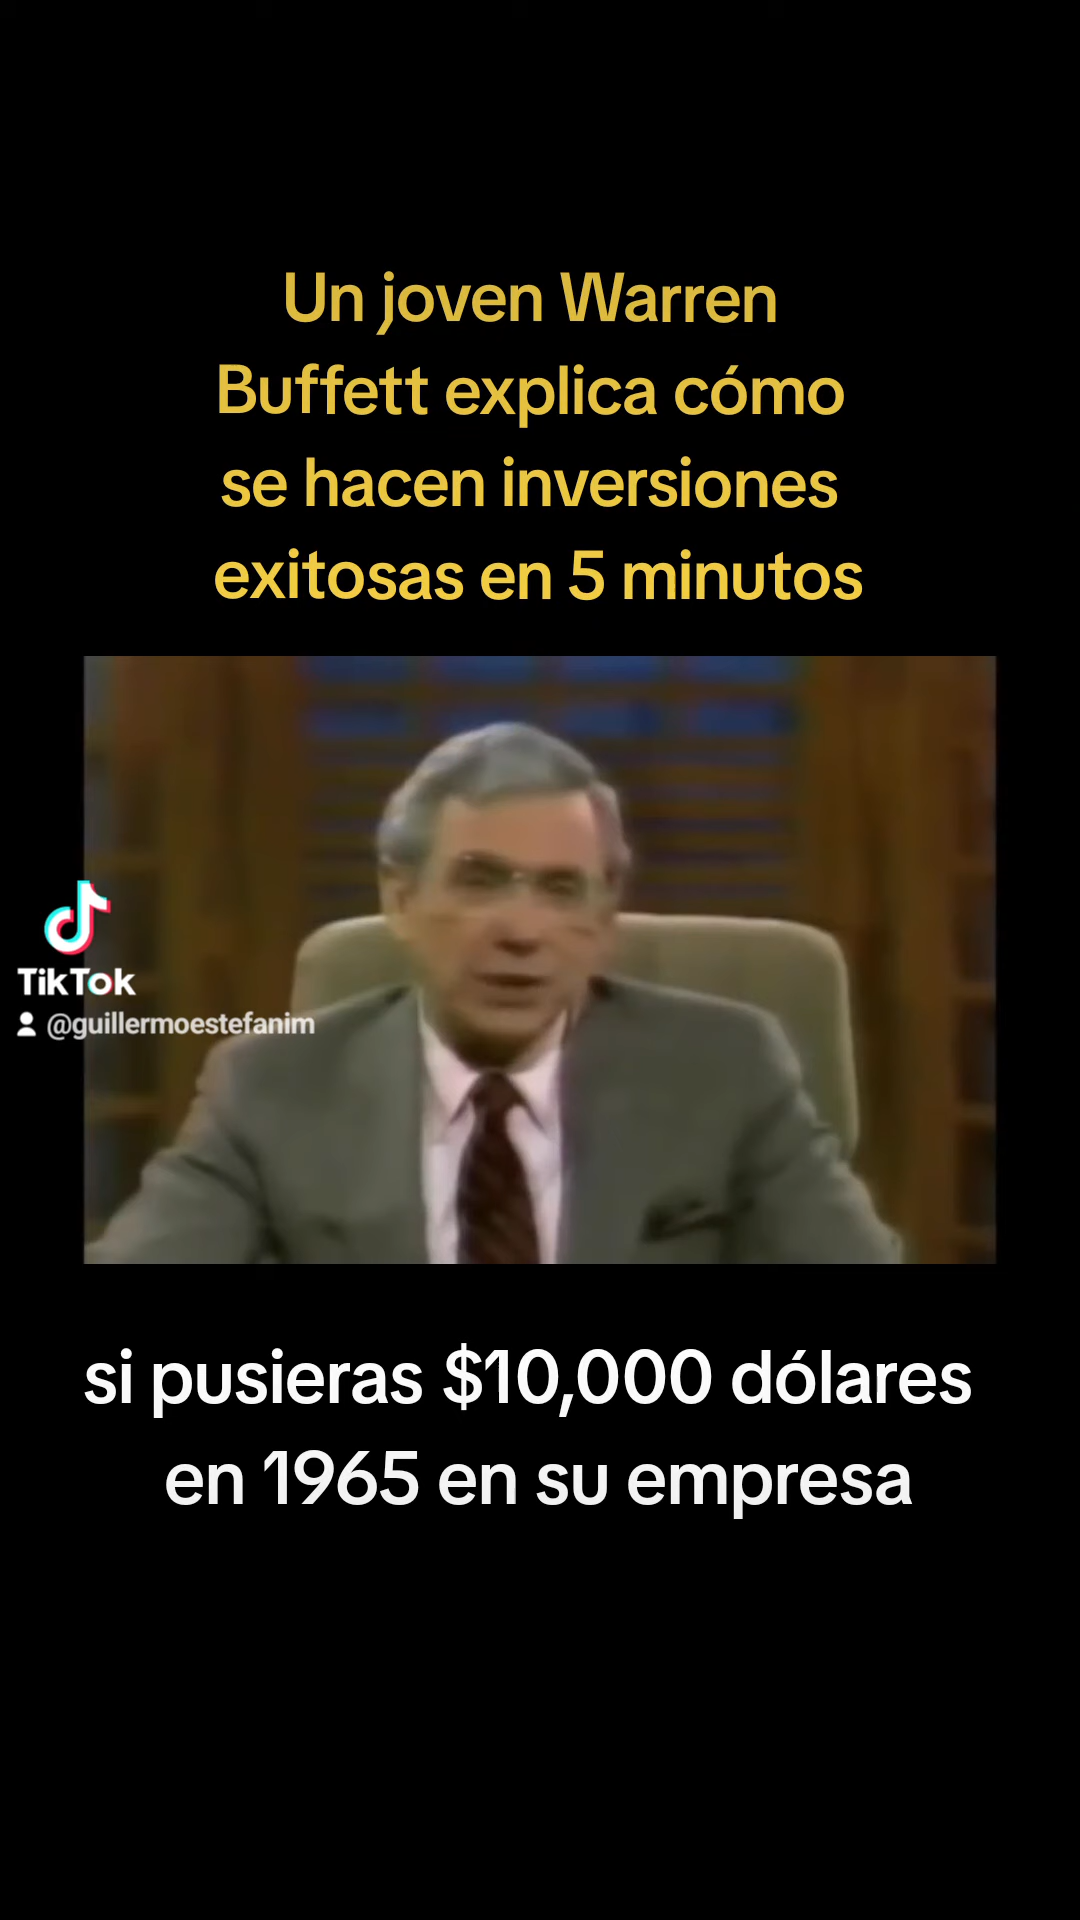 Un joven Warren
Buffett explica cómo
se hacen inversiones
exitosas en 5 minutos
TikTok
@guillermoestefanim
si pusieras $10,000 dólares
en 1965 en su empresa